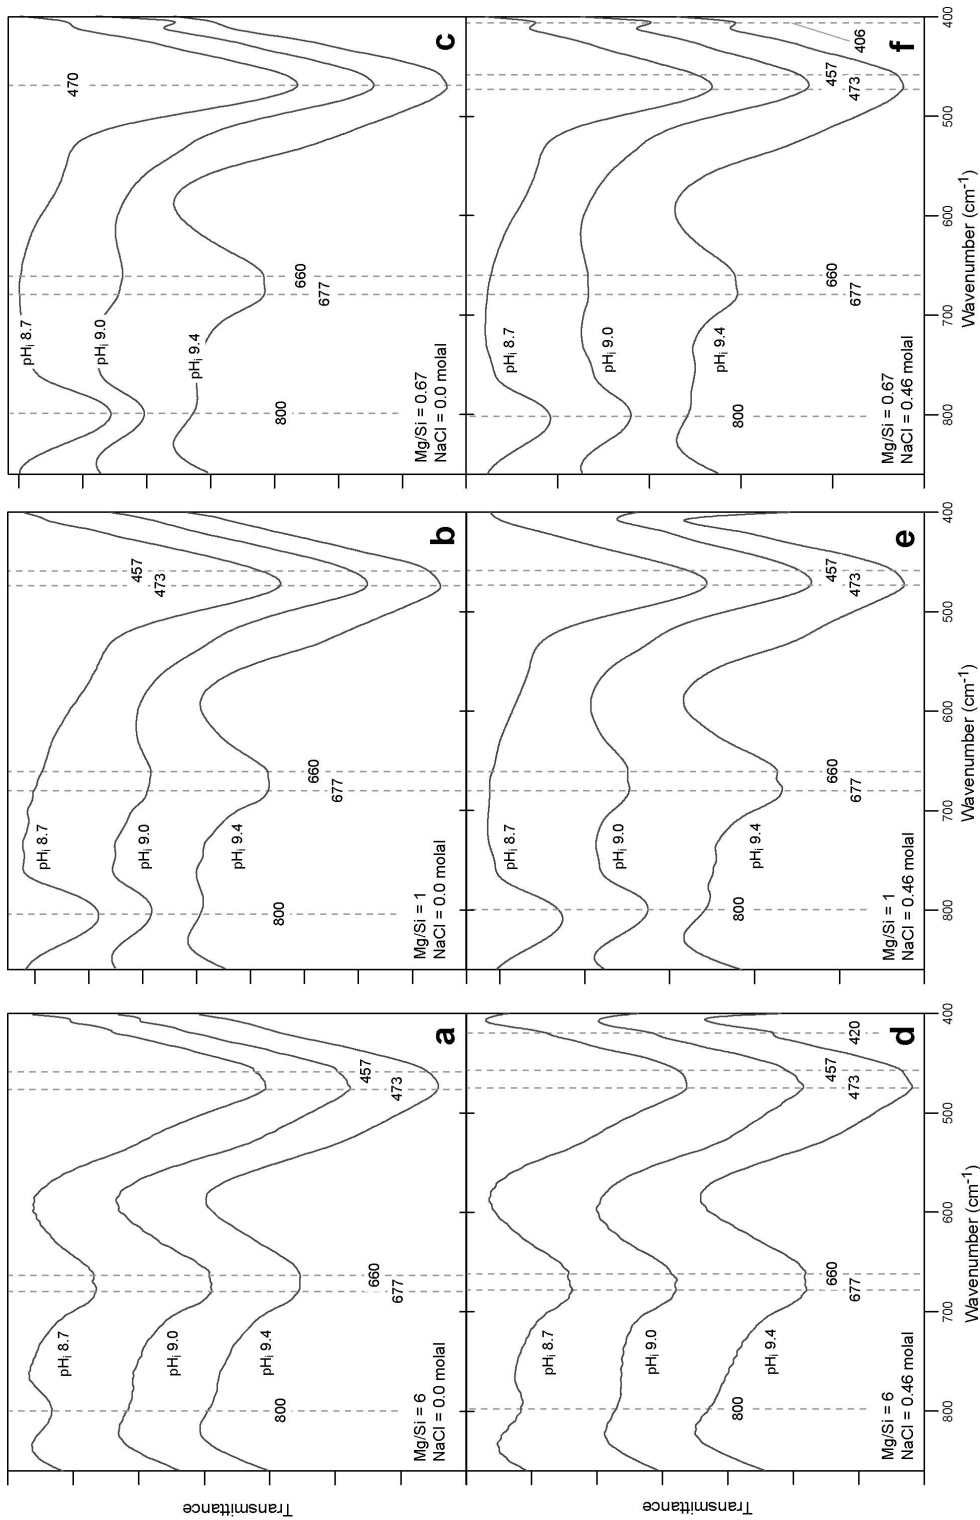 Transmittance
800
677
660
473
457
pHi 8.7
pHi 9.0
pHi 9.4
Mg/Si = 6
NaCl = 0.0 molal
a
800
677
660
473
457
pHi 8.7
pHi 9.0
pHi 9.4
Mg/Si = 1
NaCl = 0.0 molal
b
800
677
660
470
pHi 8.7
pHi 9.0
pHi 9.4
Mg/Si = 0.67
NaCl = 0.0 molal
c
Transmittance
800
677
660
473
457
420
pHi 8.7
pHi 9.0
pHi 9.4
Mg/Si = 6
NaCl = 0.46 molal
d
800
700
600
500
400
Wavenumber (cm⁻¹)
800
677
660
473
457
pHi 8.7
pHi 9.0
pHi 9.4
Mg/Si = 1
NaCl = 0.46 molal
e
800
700
600
500
400
Wavenumber (cm⁻¹)
800
677
660
473
457
406
pHi 8.7
pHi 9.0
pHi 9.4
Mg/Si = 0.67
NaCl = 0.46 molal
f
800
700
600
500
400
Wavenumber (cm⁻¹)